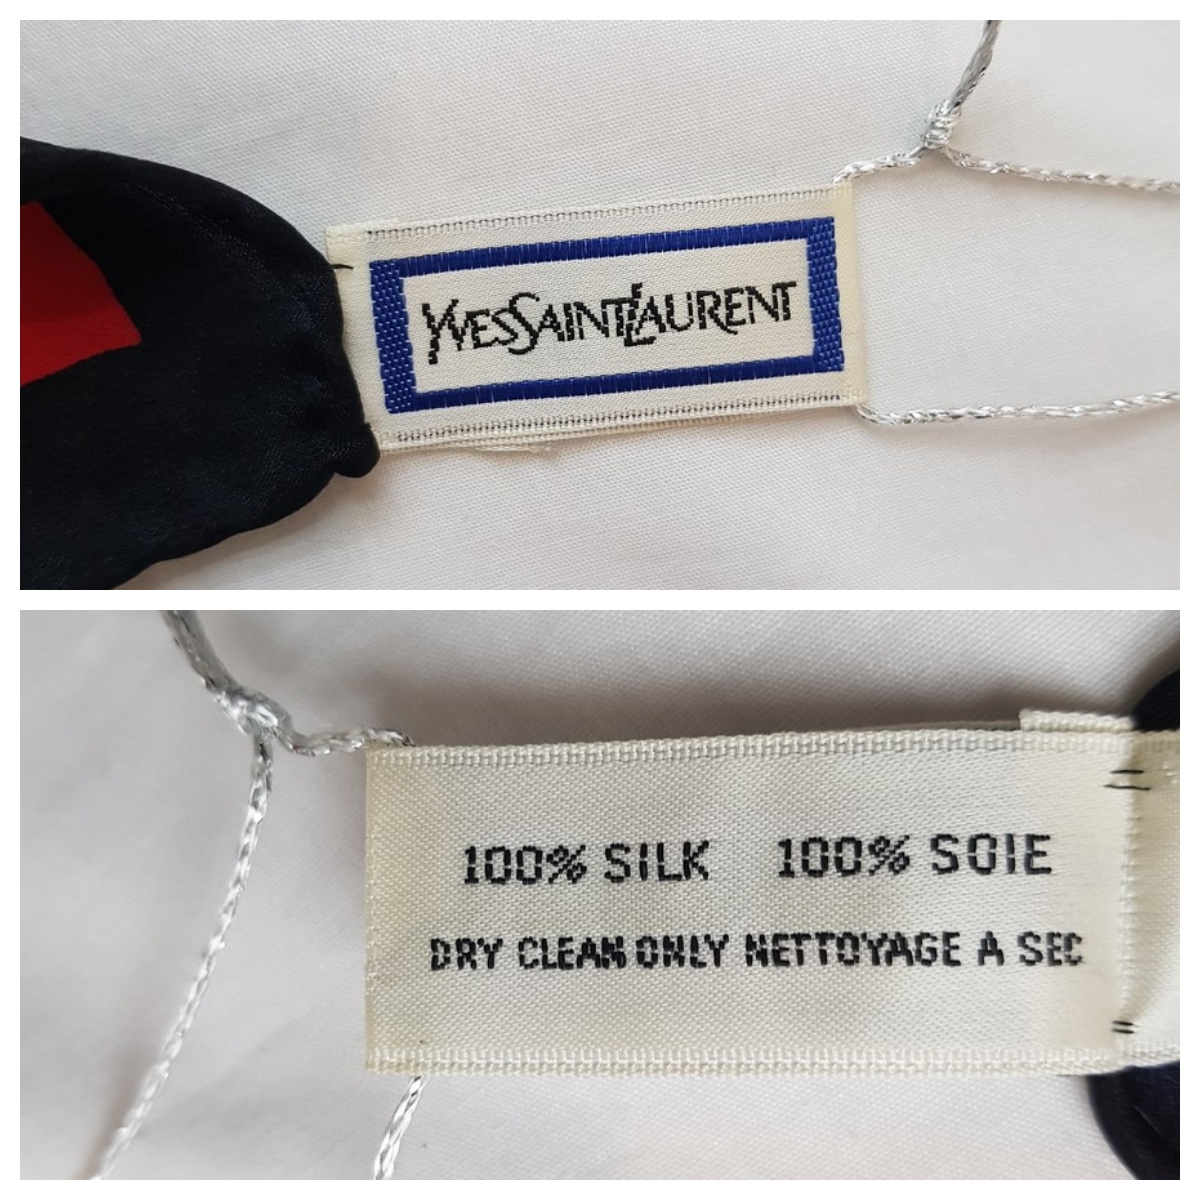 YVESSAINTLAURENT
100% SILK 100% SOIE
DRY CLEAN ONLY NETTOYAGE A SEC